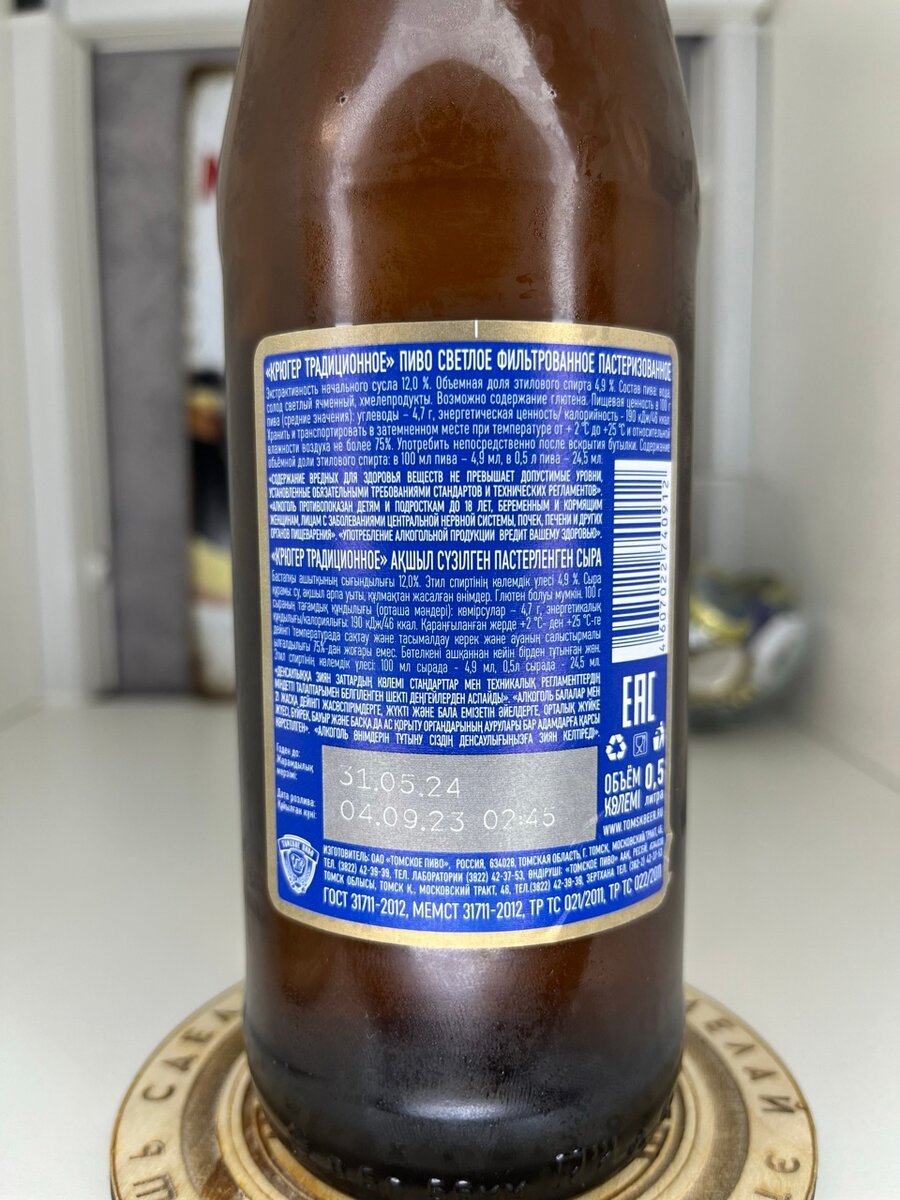 «КРЮГЕР ТРАДИЦИОННОЕ» ПИВО СВЕТЛОЕ ФИЛЬТРОВАННОЕ ПАСТЕРИЗОВАННОЕ
Экстрактивность начального сусла 12,0 %. Объемная доля этилового спирта 4,9 %. Состав пива: вода,
солод светлый ячменный, хмелепродукты. Возможно содержание глютена. Пищевая ценность в 100 г
пива (средние значения): углеводы – 4,7 г, энергетическая ценность/ калорийность - 190 кДж/46 ккал.
Хранить и транспортировать в затемненном месте при температуре от + 2 °С до +25 °С и относительной
влажности воздуха не более 75%. Употребить непосредственно после вскрытия бутылки. Содержание
объёмной доли этилового спирта: в 100 мл пива – 4,9 мл, в 0,5 л пива – 24,5 мл.
«СОДЕРЖАНИЕ ВРЕДНЫХ ДЛЯ ЗДОРОВЬЯ ВЕЩЕСТВ НЕ ПРЕВЫШАЕТ ДОПУСТИМЫЕ УРОВНИ,
УСТАНОВЛЕННЫЕ ОБЯЗАТЕЛЬНЫМИ ТРЕБОВАНИЯМИ СТАНДАРТОВ И ТЕХНИЧЕСКИХ РЕГЛАМЕНТОВ».
«АЛКОГОЛЬ ПРОТИВОПОКАЗАН ДЕТЯМ И ПОДРОСТКАМ ДО 18 ЛЕТ, БЕРЕМЕННЫМ И КОРМЯЩИМ
ЖЕНЩИНАМ, ЛИЦАМ С ЗАБОЛЕВАНИЯМИ ЦЕНТРАЛЬНОЙ НЕРВНОЙ СИСТЕМЫ, ПОЧЕК, ПЕЧЕНИ И ДРУГИХ
ОРГАНОВ ПИЩЕВАРЕНИЯ». «УПОТРЕБЛЕНИЕ АЛКОГОЛЬНОЙ ПРОДУКЦИИ ВРЕДИТ ВАШЕМУ ЗДОРОВЬЮ».
«КРЮГЕР ТРАДИЦИОННОЕ» АҚШЫЛ СҮЗІЛГЕН ПАСТЕРЛЕНГЕН СЫРА
Бастапқы ашытқының сығындылығы 12,0%. Этил спиртінің көлемдік үлесі 4,9 %. Сыра
құрамы: су, ақшыл арпа уыты, құлмақтан жасалған өнімдер. Глютен болуы мүмкін. 100 г
сыраның тағамдық құндылығы (орташа мәндері): көмірсулар – 4,7 г, энергетикалық
құндылығы/калориялығы: 190 кДж/46 ккал. Қараңғыланған жерде +2 °С- ден +25 °С-ге
дейінгі температурада сақтау және тасымалдау керек және ауаның салыстырмалы
ылғалдылығы 75%-дан жоғары емес. Бөтелкені ашқаннан кейін бірден тұтынған жөн.
Этил спиртінің көлемдік үлесі: 100 мл сырада - 4,9 мл, 0,5л сырада - 24,5 мл.
«ДЕНСАУЛЫҚҚА ЗИЯН ЗАТТАРДЫҢ КӨЛЕМІ СТАНДАРТТАР МЕН ТЕХНИКАЛЫҚ РЕГЛАМЕНТТЕРДІҢ
МІНДЕТТІ ТАЛАПТАРЫМЕН БЕЛГІЛЕНГЕН ШЕКТІ ДЕҢГЕЙЛЕРДЕН АСПАЙДЫ». «АЛКОГОЛЬ БАЛАЛАР МЕН
21 ЖАСҚА ДЕЙІНГІ ЖАСӨСПІРІМДЕРГЕ, ЖҮКТІ ЖӘНЕ БАЛА ЕМІЗЕТІН ӘЙЕЛДЕРГЕ, ОРТАЛЫҚ ЖҮЙКЕ
ЖҮЙЕСІ, БҮЙРЕК, БАУЫР ЖӘНЕ БАСҚА ДА АС ҚОРЫТУ ОРГАНДАРЫНЫҢ АУРУЛАРЫ БАР АДАМДАРҒА ҚАРСЫ
КӨРСЕТІЛГЕН». «АЛКОГОЛЬ ӨНІМДЕРІН ТҰТЫНУ СІЗДІҢ ДЕНСАУЛЫҒЫҢЫЗҒА ЗИЯН КЕЛТІРЕДІ».
4 607022 740912
EAC
Годен до:
Жарамдылық
мерзімі:
31.05.24
Дата розлива:
Құйылған күні:
04.09.23 02:45
ОБЪЁМ 0,5
КӨЛЕМІ литра
WWW.TOMSKBEER.RU
ТОМСКОЕ ПИВО
ИЗГОТОВИТЕЛЬ: ОАО «ТОМСКОЕ ПИВО», РОССИЯ, 634028, ТОМСКАЯ ОБЛАСТЬ, Г. ТОМСК, МОСКОВСКИЙ ТРАКТ, 46,
ТЕЛ. (3822) 42-39-39, ТЕЛ. ЛАБОРАТОРИИ (3822) 42-37-53, ӨНДІРУШІ: «ТОМСКОЕ ПИВО» ААҚ, РЕСЕЙ,
ТОМСК ОБЛЫСЫ, ТОМСК Қ., МОСКОВСКИЙ ТРАКТ, 46, ТЕЛ.(3822) 42-39-39, ЗЕРТХАНА ТЕЛ.
ГОСТ 31711-2012, МЕМСТ 31711-2012, ТР ТС 021/2011, ТР ТС 022/2011